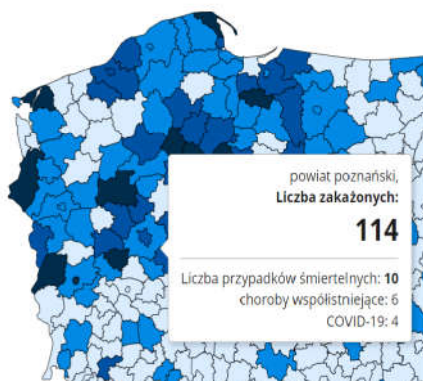 powiat poznański,
Liczba zakażonych:
114
Liczba przypadków śmiertelnych: 10
choroby współistniejące: 6
COVID-19: 4